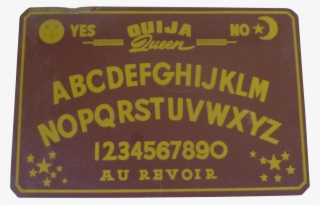 YES OUIJA NO
Queen
ABCDEFGHIJKLM
NOPQRSTUVWXYZ
1234567890
AU REVOIR